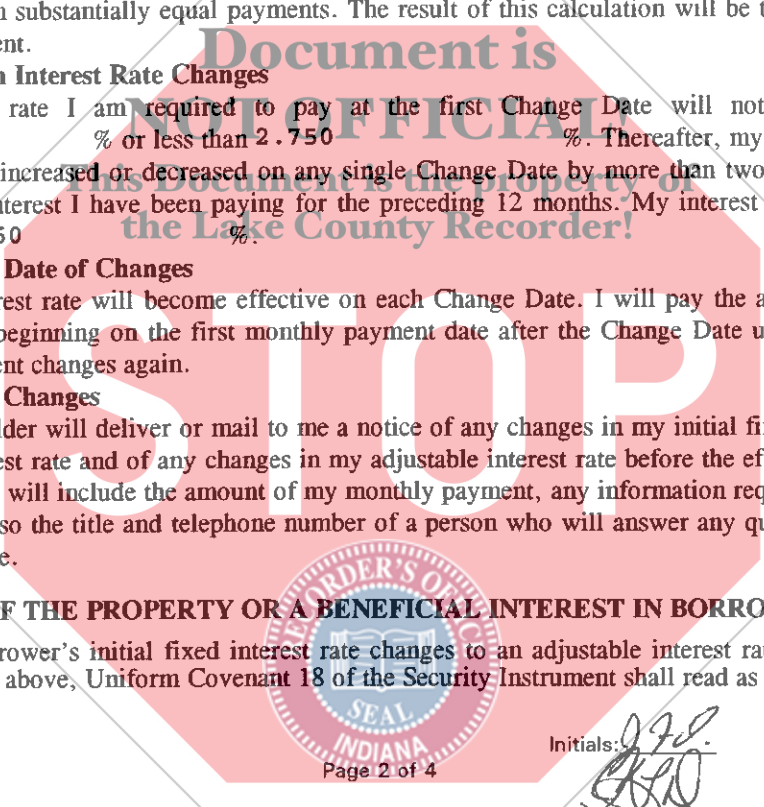 n substantially equal payments. The result of this calculation will be t
ent.
n Interest Rate Changes
rate I am required to pay at the first Change Date will not
% or less than 2.750 %. Thereafter, my
increased or decreased on any single Change Date by more than two
nterest I have been paying for the preceding 12 months. My interest
50 %.
Date of Changes
rest rate will become effective on each Change Date. I will pay the a
beginning on the first monthly payment date after the Change Date u
ent changes again.
Changes
lder will deliver or mail to me a notice of any changes in my initial fi
est rate and of any changes in my adjustable interest rate before the ef
will include the amount of my monthly payment, any information req
so the title and telephone number of a person who will answer any qu
e.
F THE PROPERTY OR A BENEFICIAL INTEREST IN BORRO
rower's initial fixed interest rate changes to an adjustable interest ra
above, Uniform Covenant 18 of the Security Instrument shall read as
Initials:
Page 2 of 4
Document is
NOT OFFICIAL!
This Document is the property of
the Lake County Recorder!
STOP
RECORDER'S OFFICE
SEAL
INDIANA